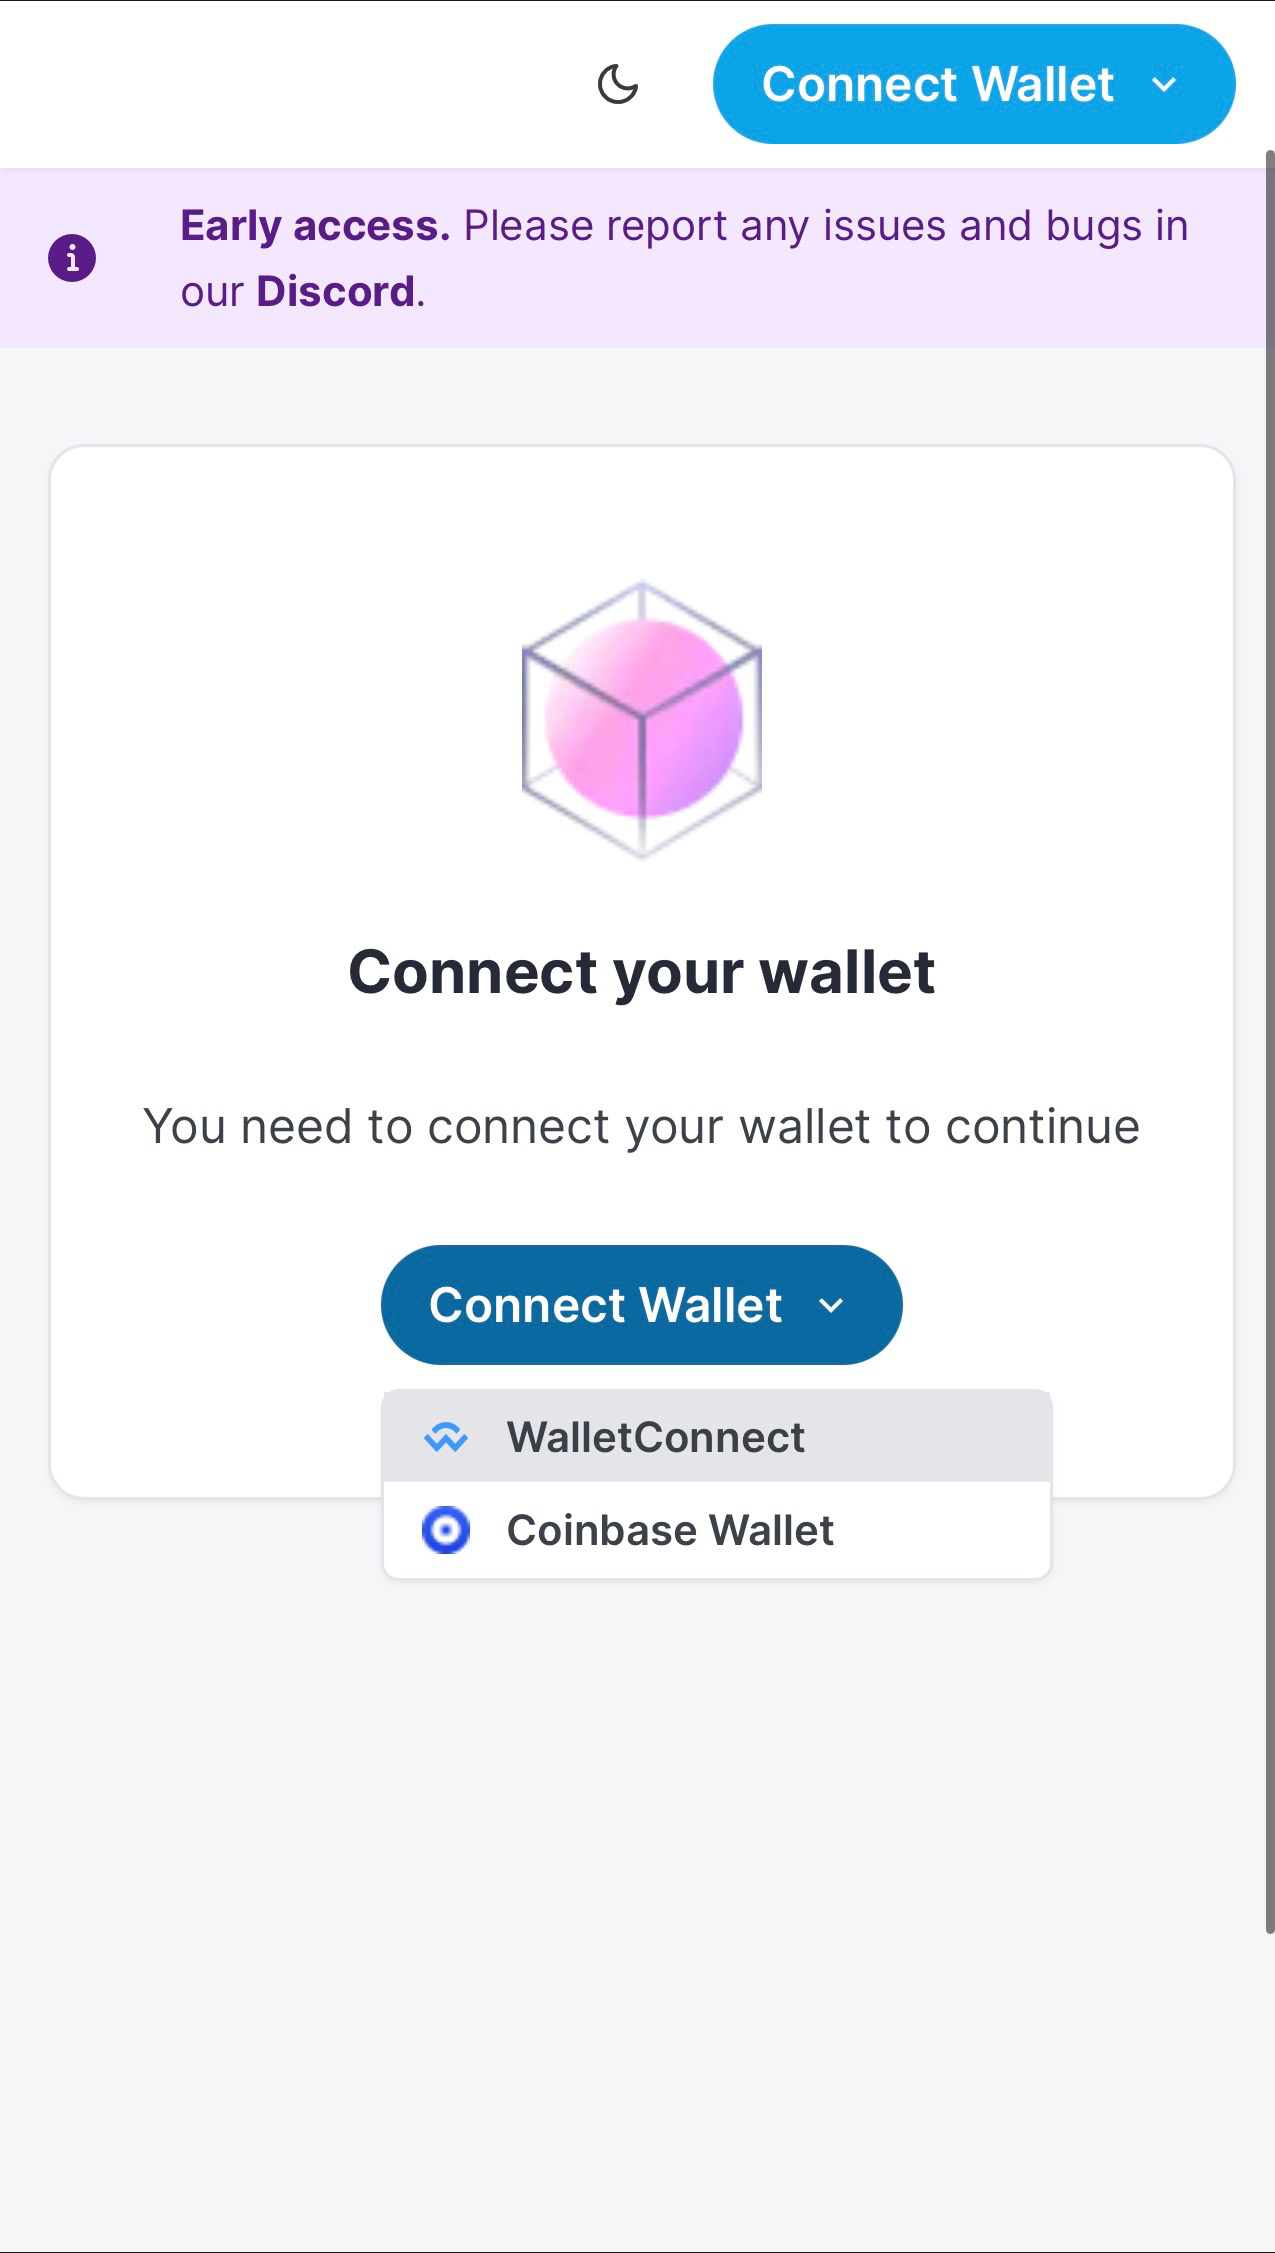 Connect Wallet
Early access. Please report any issues and bugs in
our Discord.
Connect your wallet
You need to connect your wallet to continue
Connect Wallet
WalletConnect
Coinbase Wallet